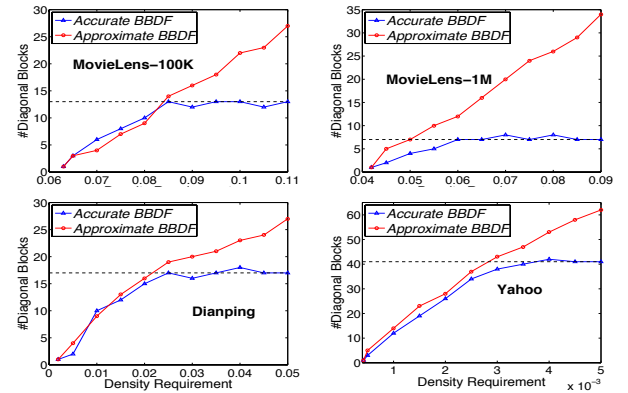 Accurate BBDF
Approximate BBDF
MovieLens−100K
#Diagonal Blocks
30
25
20
15
10
5
0
0.06 0.07 0.08 0.09 0.1 0.11
Accurate BBDF
Approximate BBDF
MovieLens−1M
#Diagonal Blocks
35
30
25
20
15
10
5
0
0.04 0.05 0.06 0.07 0.08 0.09
Accurate BBDF
Approximate BBDF
Dianping
#Diagonal Blocks
30
25
20
15
10
5
0
0 0.01 0.02 0.03 0.04 0.05
Density Requirement
Accurate BBDF
Approximate BBDF
Yahoo
#Diagonal Blocks
60
50
40
30
20
10
0
1 2 3 4 5
Density Requirement
x 10⁻³